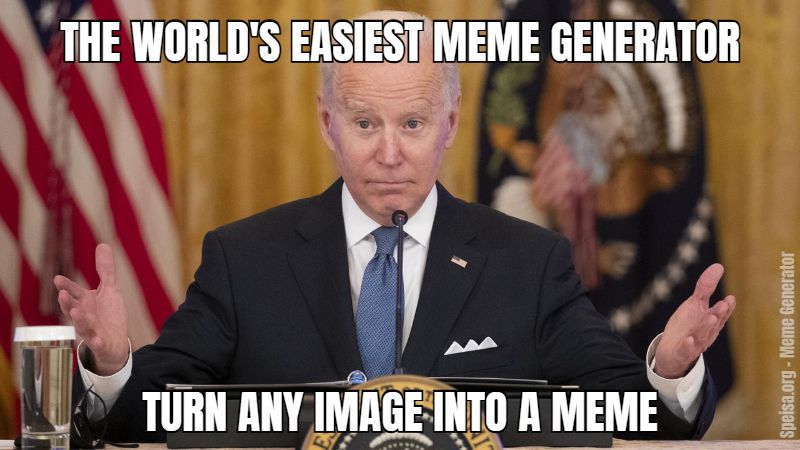 THE WORLD'S EASIEST MEME GENERATOR
TURN ANY IMAGE INTO A MEME
Speisa.org - Meme Generator